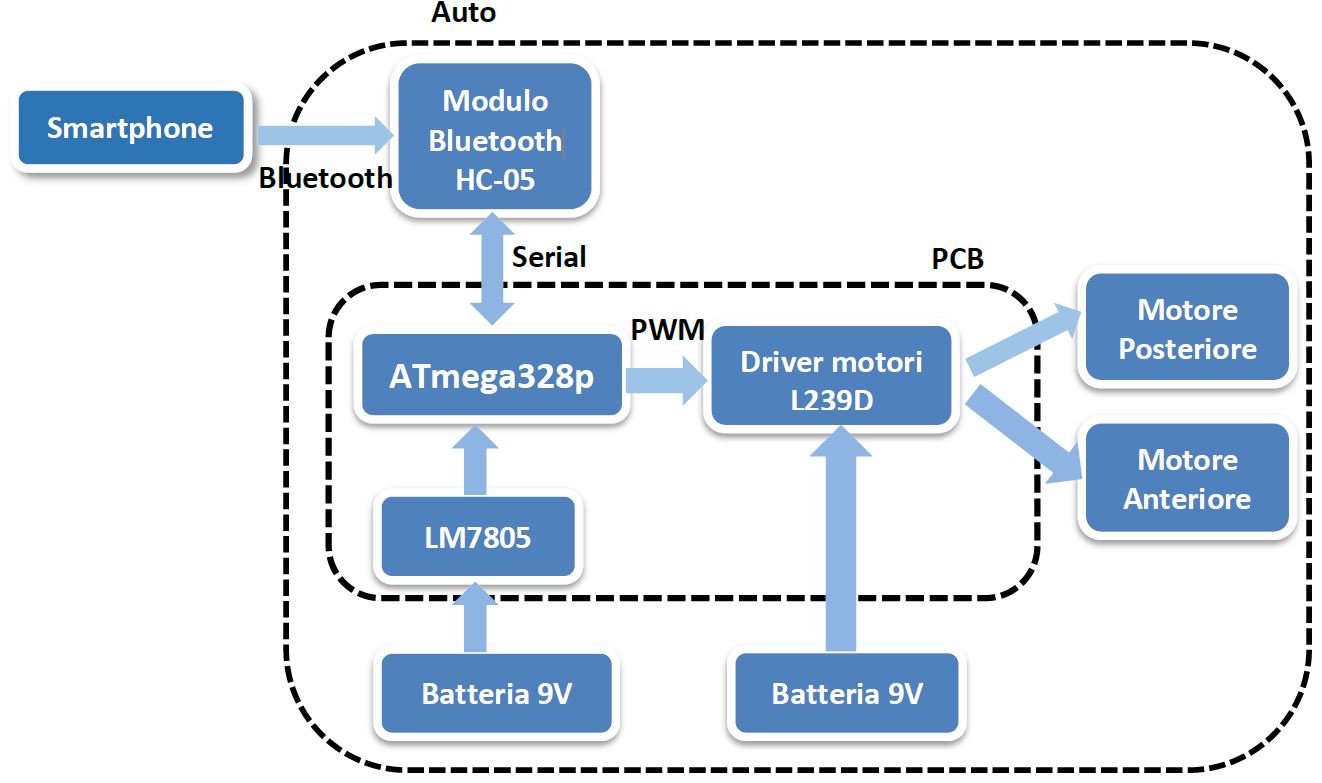 Auto
Smartphone
Modulo
Bluetooth
HC-05
Bluetooth
Serial
PCB
ATmega328p
PWM
Driver motori
L239D
Motore
Posteriore
Motore
Anteriore
LM7805
Batteria 9V
Batteria 9V